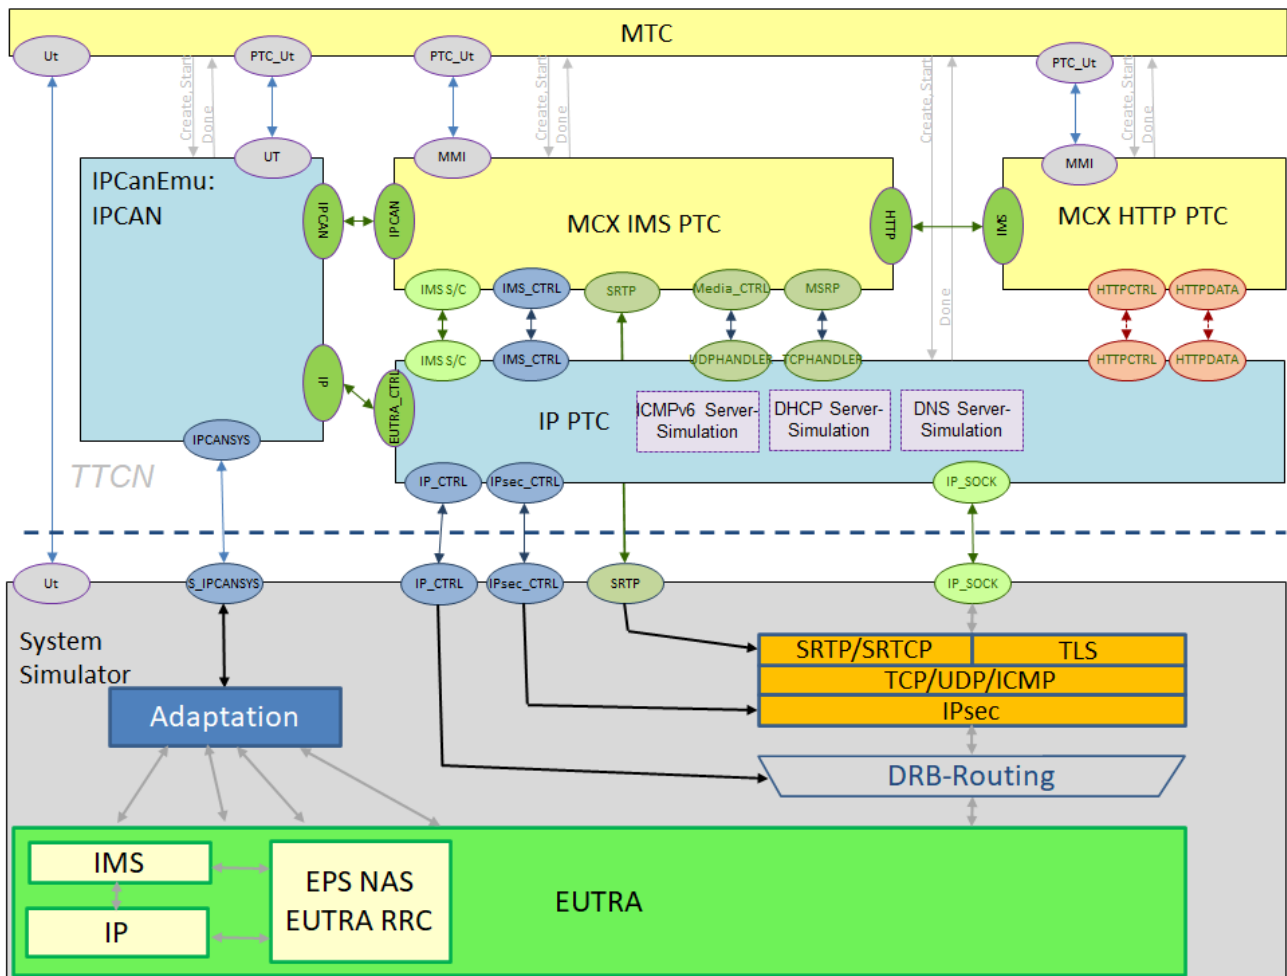 MTC
Ut
PTC_Ut
PTC_Ut
PTC_Ut
Create, Start
Done
Create, Start
Done
Create, Start
Done
Create, Start
Done
UT
MMI
MMI
IPCanEmu:
IPCAN
IPCAN
IPCAN
MCX IMS PTC
HTTP
SMI
MCX HTTP PTC
IMS S/C
IMS_CTRL
SRTP
Media_CTRL
MSRP
HTTPCTRL
HTTPDATA
IMS S/C
IMS_CTRL
UDPHANDLER
TCPHANDLER
HTTPCTRL
HTTPDATA
IP
EUTRA_CTRL
IP PTC
ICMPv6 Server-
Simulation
DHCP Server-
Simulation
DNS Server-
Simulation
IPCANSYS
TTCN
IP_CTRL
IPsec_CTRL
IP_SOCK
Ut
S_IPCANSYS
IP_CTRL
IPsec_CTRL
SRTP
IP_SOCK
System
Simulator
SRTP/SRTCP
TLS
TCP/UDP/ICMP
IPsec
Adaptation
DRB-Routing
IMS
IP
EPS NAS
EUTRA RRC
EUTRA